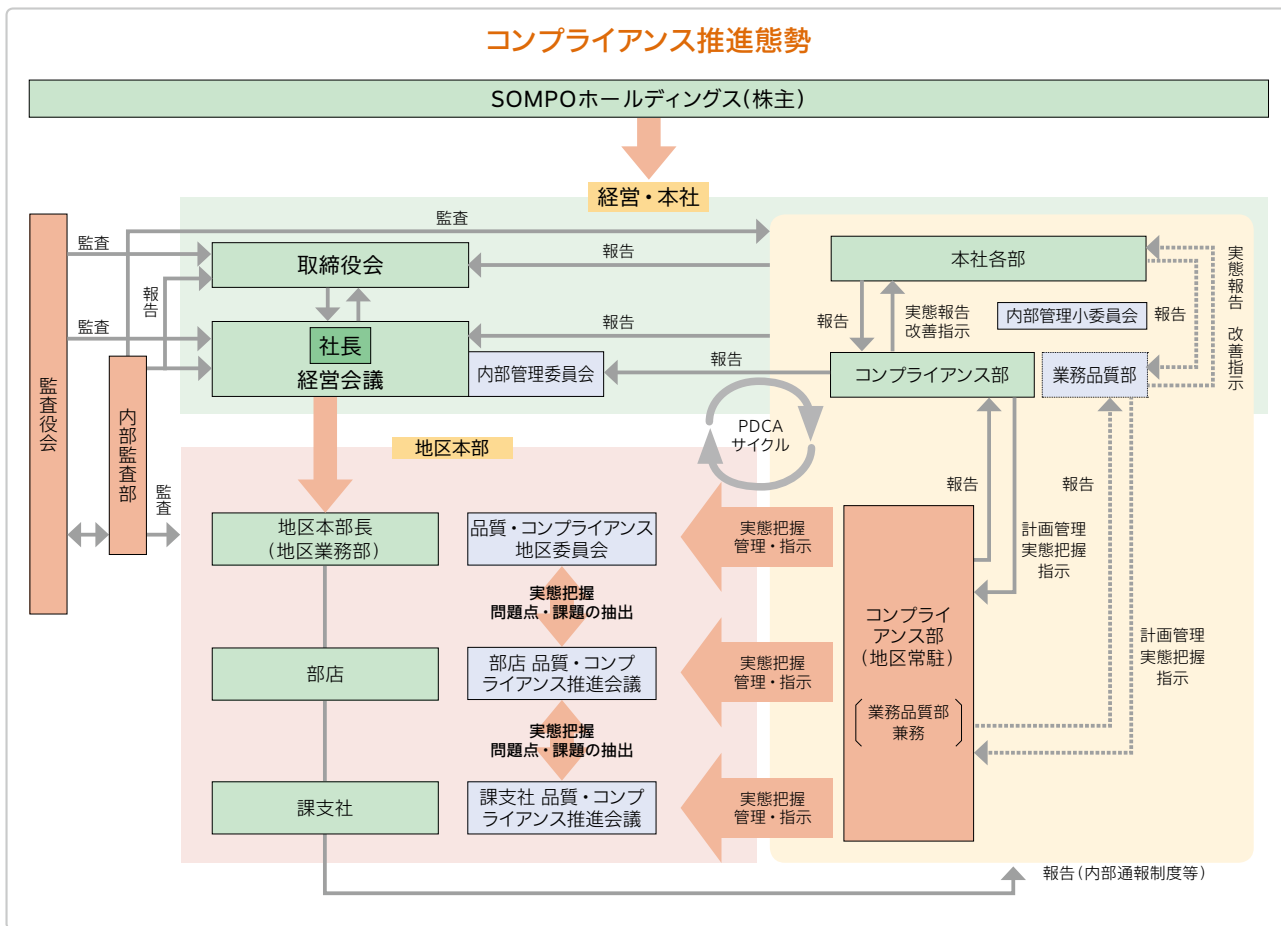 コンプライアンス推進態勢
SOMPOホールディングス(株主)
経営・本社
監査
監査
取締役会
報告
本社各部
実態報告 改善指示
報告
報告
実態報告
改善指示
内部管理小委員会
報告
監査
社長
経営会議
報告
内部管理委員会
報告
コンプライアンス部
業務品質部
監査役会
内部監査部
監査
PDCA
サイクル
地区本部
報告
報告
地区本部長
(地区業務部)
品質・コンプライアンス
地区委員会
実態把握
管理・指示
計画管理
実態把握
指示
実態把握
問題点・課題の抽出
コンプライ
アンス部
(地区常駐)
計画管理
実態把握
指示
部店
部店 品質・コンプ
ライアンス推進会議
実態把握
管理・指示
業務品質部
兼務
実態把握
問題点・課題の抽出
課支社
課支社 品質・コンプ
ライアンス推進会議
実態把握
管理・指示
報告(内部通報制度等)